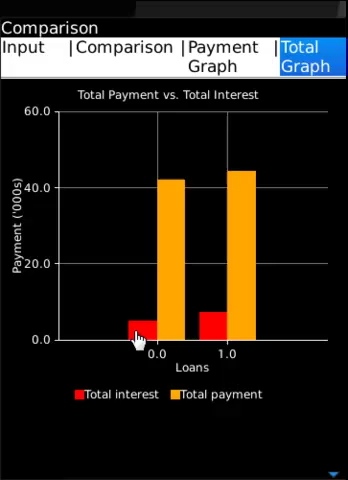 Comparison
Input | Comparison | Payment Graph | Total Graph
Total Payment vs. Total Interest
60.0
40.0
20.0
0.0
Payment ('000s)
0.0 1.0
Loans
Total interest Total payment